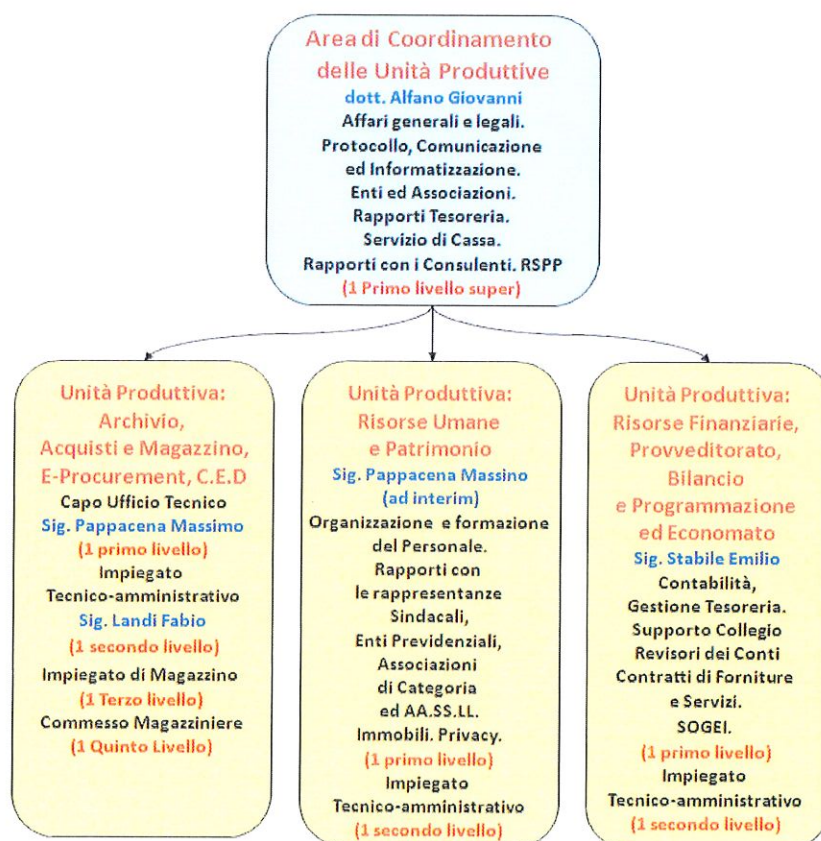 Area di Coordinamento
delle Unità Produttive
dott. Alfano Giovanni
Affari generali e legali.
Protocollo, Comunicazione
ed Informatizzazione.
Enti ed Associazioni.
Rapporti Tesoreria.
Servizio di Cassa.
Rapporti con i Consulenti. RSPP
(1 Primo livello super)
Unità Produttiva:
Archivio,
Acquisti e Magazzino,
E-Procurement, C.E.D
Capo Ufficio Tecnico
Sig. Pappacena Massimo
(1 primo livello)
Impiegato
Tecnico-amministrativo
Sig. Landi Fabio
(1 secondo livello)
Impiegato di Magazzino
(1 Terzo livello)
Commesso Magazziniere
(1 Quinto Livello)
Unità Produttiva:
Risorse Umane
e Patrimonio
Sig. Pappacena Massino
(ad interim)
Organizzazione e formazione
del Personale.
Rapporti con
le rappresentanze
Sindacali,
Enti Previdenziali,
Associazioni
di Categoria
ed AA.SS.LL.
Immobili. Privacy.
(1 primo livello)
Impiegato
Tecnico-amministrativo
(1 secondo livello)
Unità Produttiva:
Risorse Finanziarie,
Provveditorato,
Bilancio
e Programmazione
ed Economato
Sig. Stabile Emilio
Contabilità,
Gestione Tesoreria.
Supporto Collegio
Revisori dei Conti
Contratti di Forniture
e Servizi.
SOGEI.
(1 primo livello)
Impiegato
Tecnico-amministrativo
(1 secondo livello)